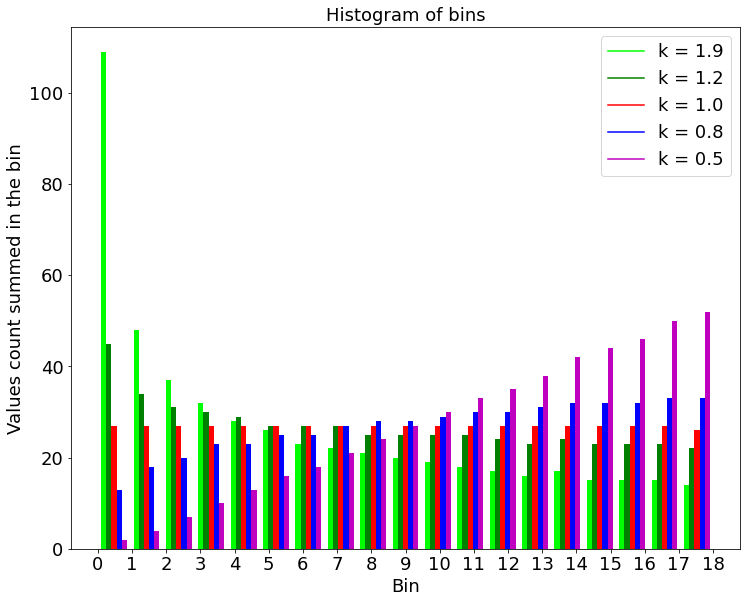 Histogram of bins
k = 1.9
k = 1.2
k = 1.0
k = 0.8
k = 0.5
Values count summed in the bin
100
80
60
40
20
0
0 1 2 3 4 5 6 7 8 9 10 11 12 13 14 15 16 17 18
Bin